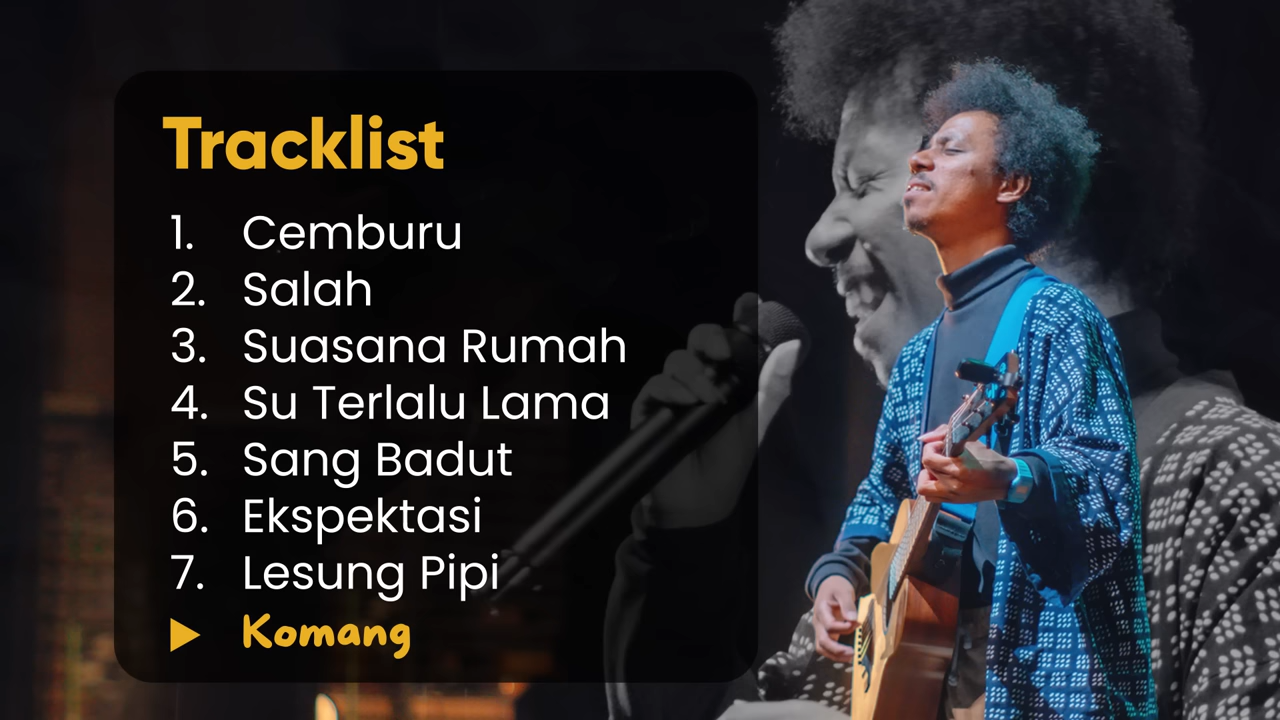 Tracklist
1. Cemburu
2. Salah
3. Suasana Rumah
4. Su Terlalu Lama
5. Sang Badut
6. Ekspektasi
7. Lesung Pipi
▶ Komang